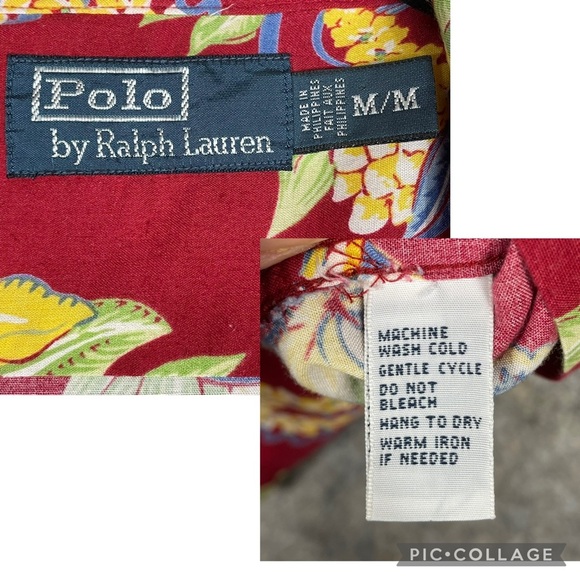 Polo
by Ralph Lauren
MADE IN
PHILIPPINES
FAIT AUX
PHILIPPINES
M/M
MACHINE
WASH COLD
GENTLE CYCLE
DO NOT
BLEACH
HANG TO DRY
WARM IRON
IF NEEDED
PIC•COLLAGE